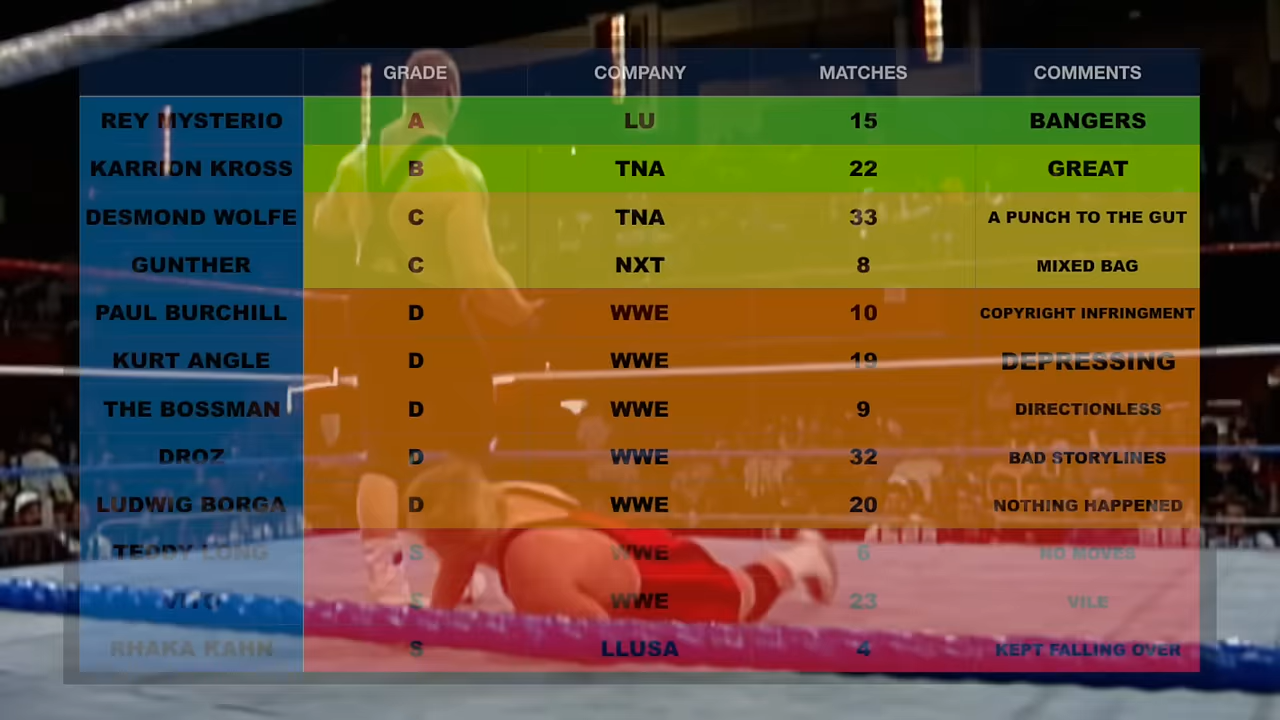 GRADE COMPANY MATCHES COMMENTS
REY MYSTERIO A LU 15 BANGERS
KARRION KROSS B TNA 22 GREAT
DESMOND WOLFE C TNA 33 A PUNCH TO THE GUT
GUNTHER C NXT 8 MIXED BAG
PAUL BURCHILL D WWE 10 COPYRIGHT INFRINGMENT
KURT ANGLE D WWE 19 DEPRESSING
THE BOSSMAN D WWE 9 DIRECTIONLESS
DROZ D WWE 32 BAD STORYLINES
LUDWIG BORGA D WWE 20 NOTHING HAPPENED
TEDDY LONG S WWE 6 NO MOVES
VITO S WWE 23 VILE
RHAKA KAHN S LLUSA 4 KEPT FALLING OVER